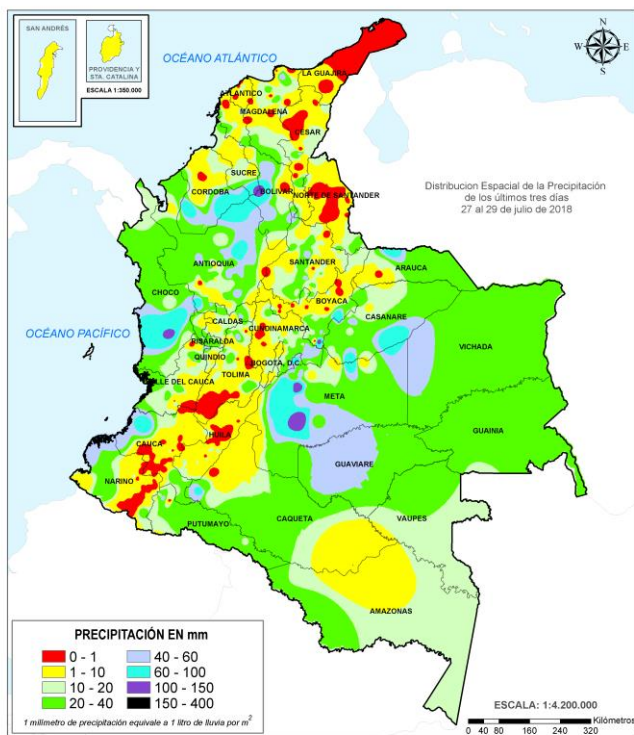 SAN ANDRÉS
PROVIDENCIA Y
STA. CATALINA
ESCALA 1:350.000
OCÉANO ATLÁNTICO
N
W E
S
LA GUAJIRA
ATLANTICO
MAGDALENA
CESAR
SUCRE
CORDOBA
BOLIVAR
NORTE DE SANTANDER
Distribucion Espacial de la Precipitación
de los últimos tres días
27 al 29 de julio de 2018
ANTIOQUIA
SANTANDER
ARAUCA
CHOCO
BOYACA
CASANARE
OCÉANO PACÍFICO
CALDAS
CUNDINAMARCA
RISARALDA
VICHADA
QUINDIO
BOGOTA, D.C.
TOLIMA
VALLE DEL CAUCA
META
GUAINIA
CAUCA
HUILA
GUAVIARE
NARIÑO
PUTUMAYO
CAQUETA
VAUPES
AMAZONAS
PRECIPITACIÓN EN mm
0 - 1 40 - 60
1 - 10 60 - 100
10 - 20 100 - 150
20 - 40 150 - 400
1 milímetro de precipitación equivale a 1 litro de lluvia por m²
ESCALA: 1:4.200.000
Kilómetros
0 40 80 160 240 320